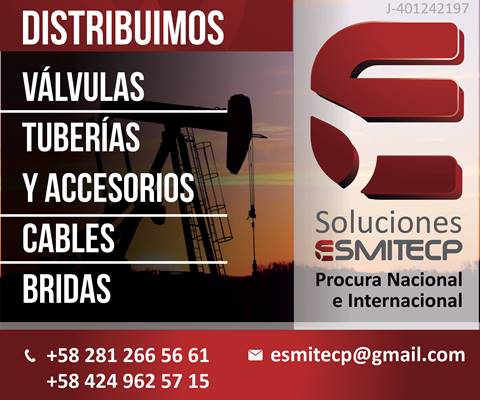 DISTRIBUIMOS
VÁLVULAS
TUBERÍAS
Y ACCESORIOS
CABLES
BRIDAS
J-401242197
Soluciones
ESMITECP
Procura Nacional
e Internacional
+58 281 266 56 61
+58 424 962 57 15
esmitecp@gmail.com